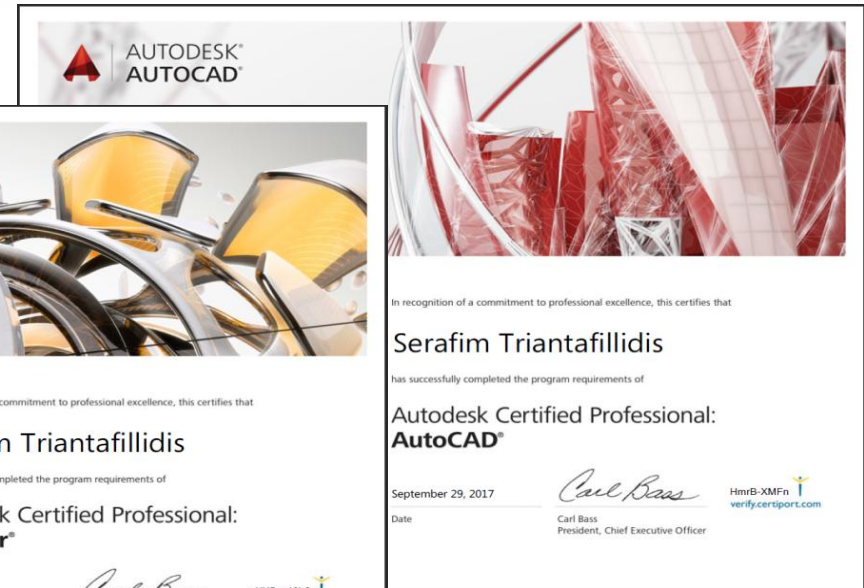 AUTODESK®
AUTOCAD®
In recognition of a commitment to professional excellence, this certifies that
Serafim Triantafillidis
has successfully completed the program requirements of
Autodesk Certified Professional:
AutoCAD®
September 29, 2017
Carl Bass
HmrB-XMFn
verify.certiport.com
Date
Carl Bass
President, Chief Executive Officer
commitment to professional excellence, this certifies that
Triantafillidis
the program requirements of
Certified Professional: